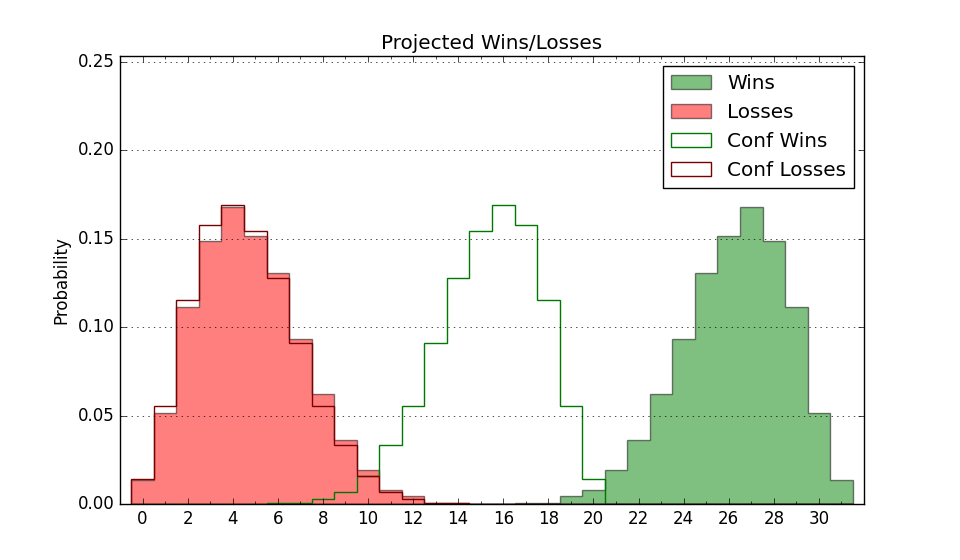 Projected Wins/Losses
0.25
0.20
0.15
0.10
0.05
0.00
Probability
Wins
Losses
Conf Wins
Conf Losses
0 2 4 6 8 10 12 14 16 18 20 22 24 26 28 30